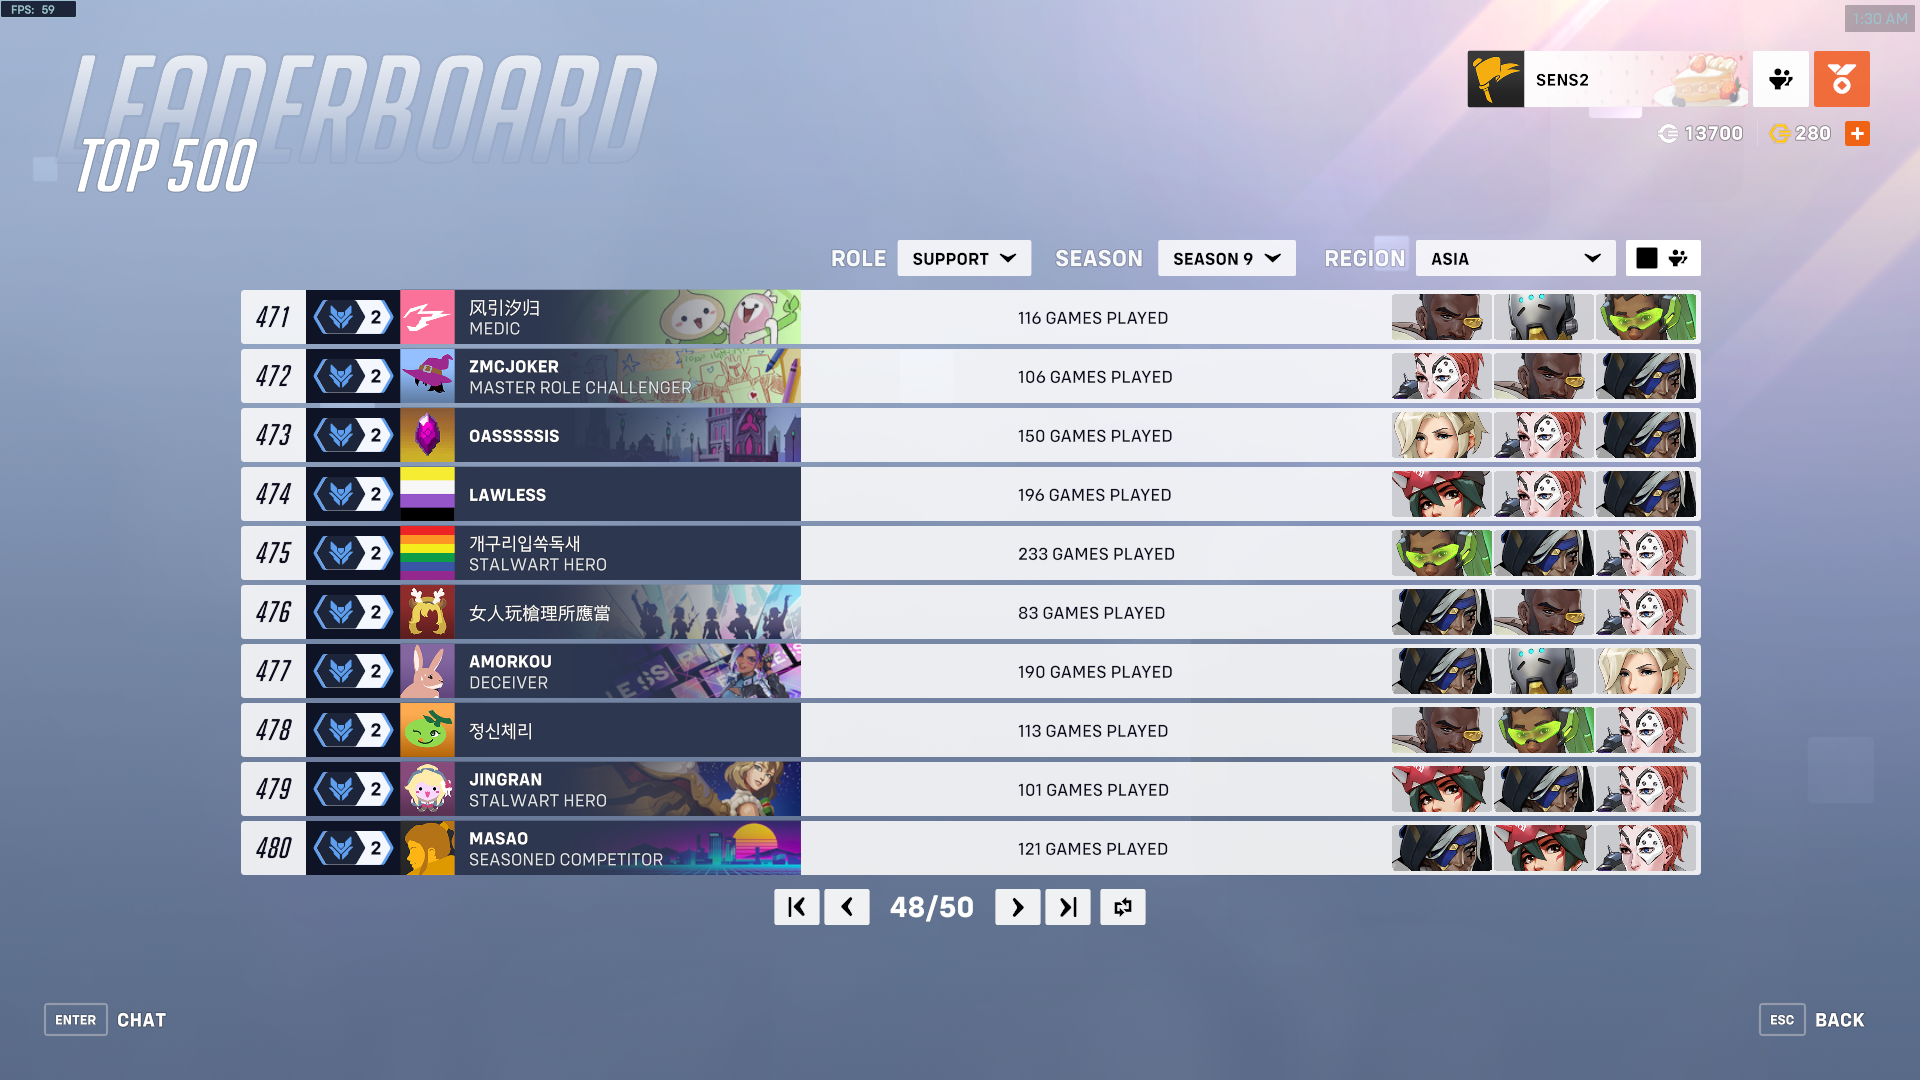 FPS: 59
1:30 AM
LEADERBOARD
TOP 500
SENS2
13700
280
ROLE SUPPORT SEASON SEASON 9 REGION ASIA
471 2 风引汐归 116 GAMES PLAYED
MEDIC
472 2 ZMCJOKER 106 GAMES PLAYED
MASTER ROLE CHALLENGER
473 2 OASSSSSIS 150 GAMES PLAYED
474 2 LAWLESS 196 GAMES PLAYED
475 2 개구리입쏙독새 233 GAMES PLAYED
STALWART HERO
476 2 女人玩槍理所應當 83 GAMES PLAYED
477 2 AMORKOU 190 GAMES PLAYED
DECEIVER
478 2 정신체리 113 GAMES PLAYED
479 2 JINGRAN 101 GAMES PLAYED
STALWART HERO
480 2 MASAO 121 GAMES PLAYED
SEASONED COMPETITOR
48/50
ENTER CHAT
ESC BACK